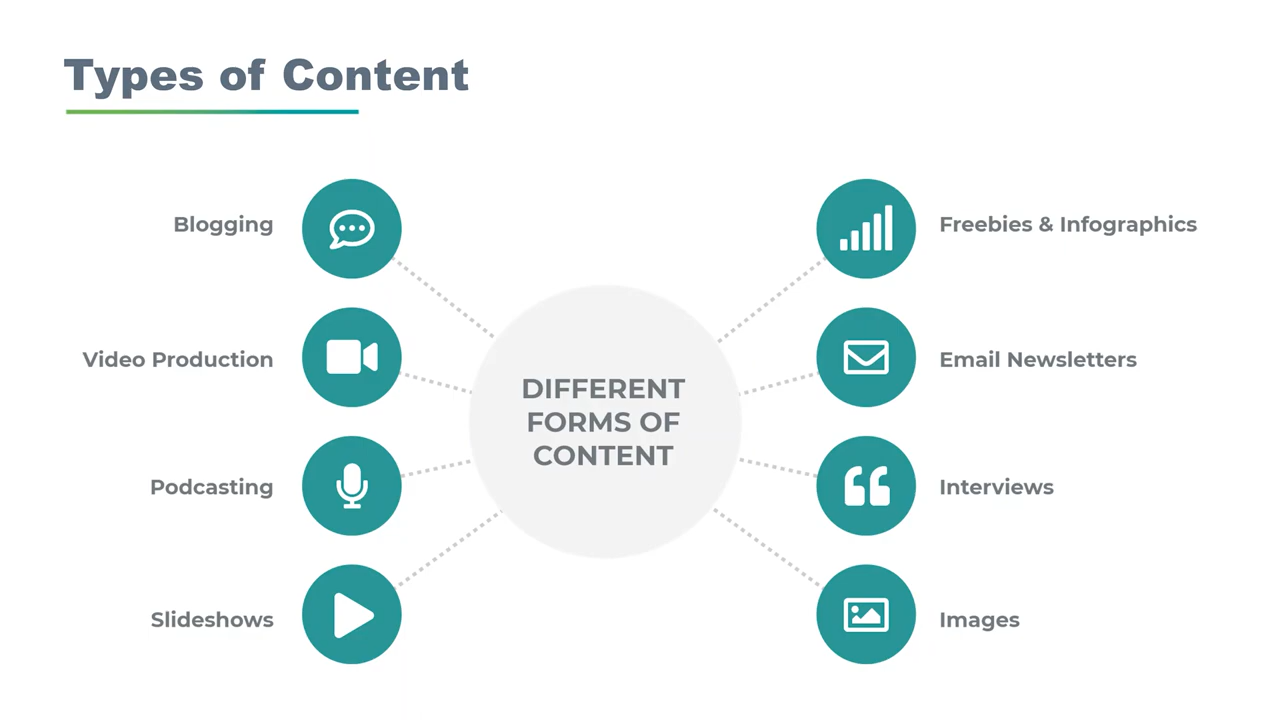 Types of Content
Blogging
Video Production
Podcasting
Slideshows
DIFFERENT
FORMS OF
CONTENT
Freebies & Infographics
Email Newsletters
Interviews
Images